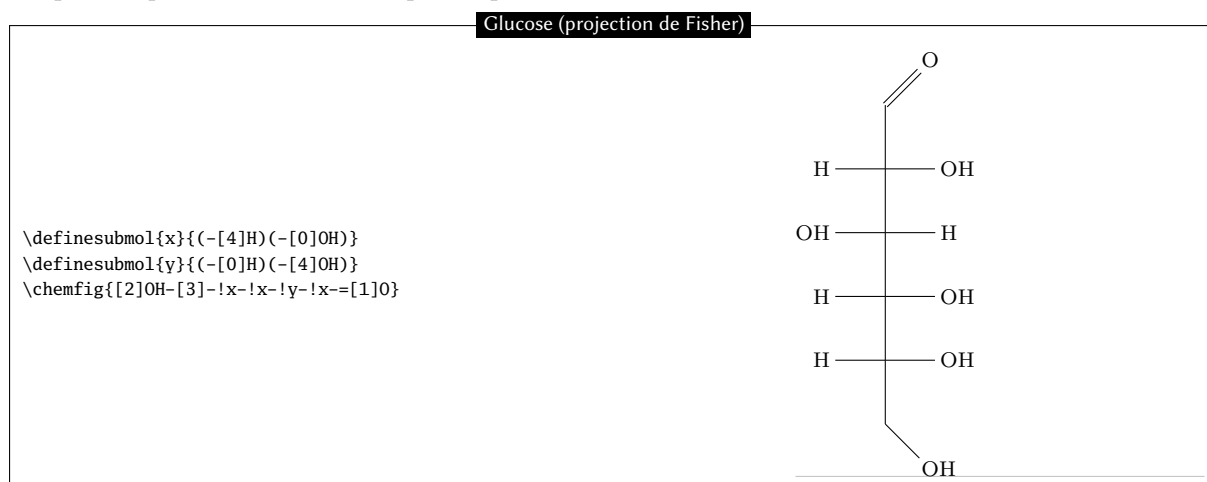 Glucose (projection de Fisher)
O
H OH
OH H
\definesubmol{x}{(-[4]H)(-[0]OH)}
\definesubmol{y}{(-[0]H)(-[4]OH)}
\chemfig{[2]OH-[3]-!x-!x-!y-!x-=[1]O}
H OH
H OH
OH